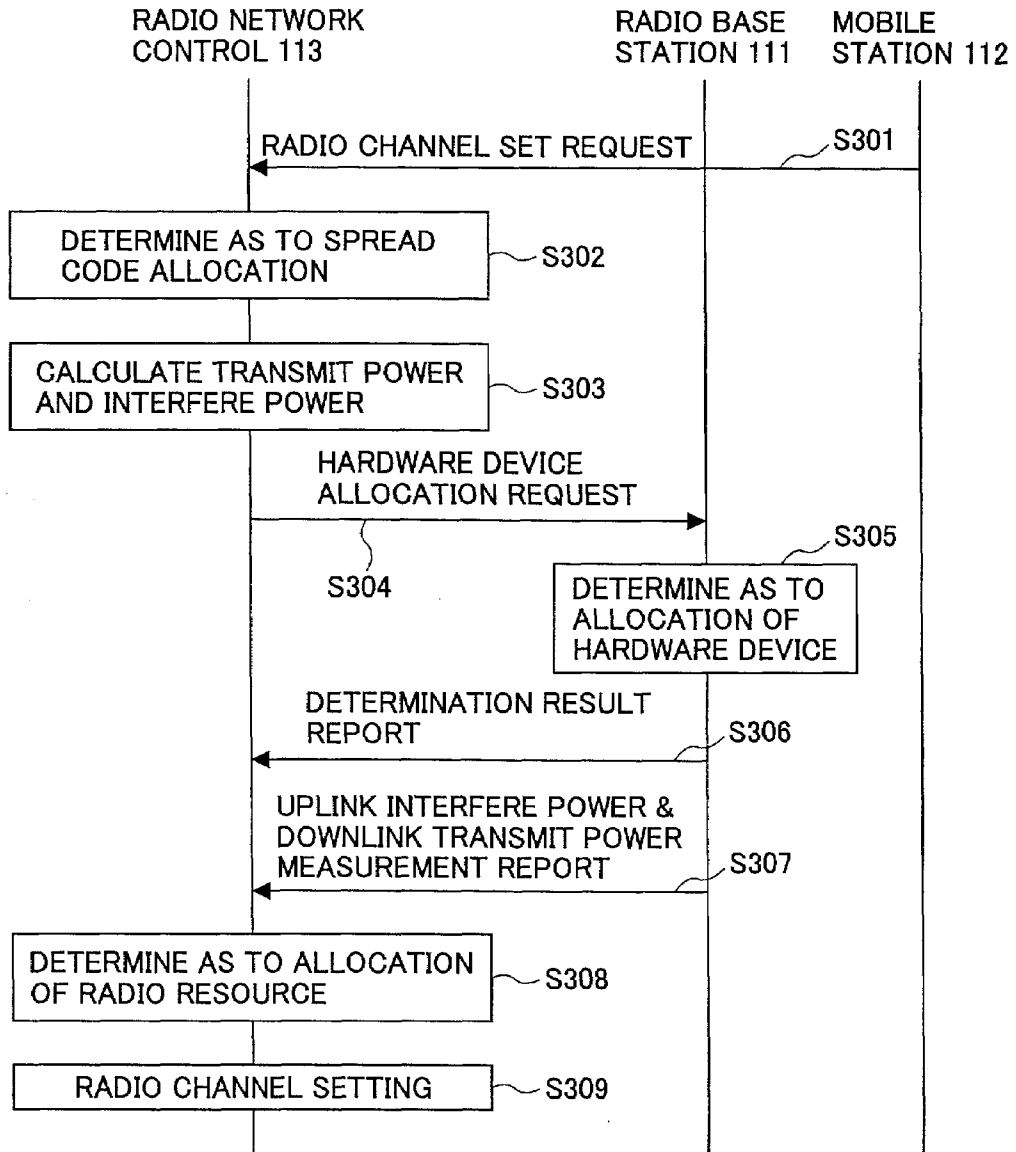 RADIO NETWORK
CONTROL 113
RADIO BASE
STATION 111
MOBILE
STATION 112
RADIO CHANNEL SET REQUEST
S301
DETERMINE AS TO SPREAD
CODE ALLOCATION
S302
CALCULATE TRANSMIT POWER
AND INTERFERE POWER
S303
HARDWARE DEVICE
ALLOCATION REQUEST
S304
S305
DETERMINE AS TO
ALLOCATION OF
HARDWARE DEVICE
DETERMINATION RESULT
REPORT
S306
UPLINK INTERFERE POWER &
DOWNLINK TRANSMIT POWER
MEASUREMENT REPORT
S307
DETERMINE AS TO ALLOCATION
OF RADIO RESOURCE
S308
RADIO CHANNEL SETTING
S309